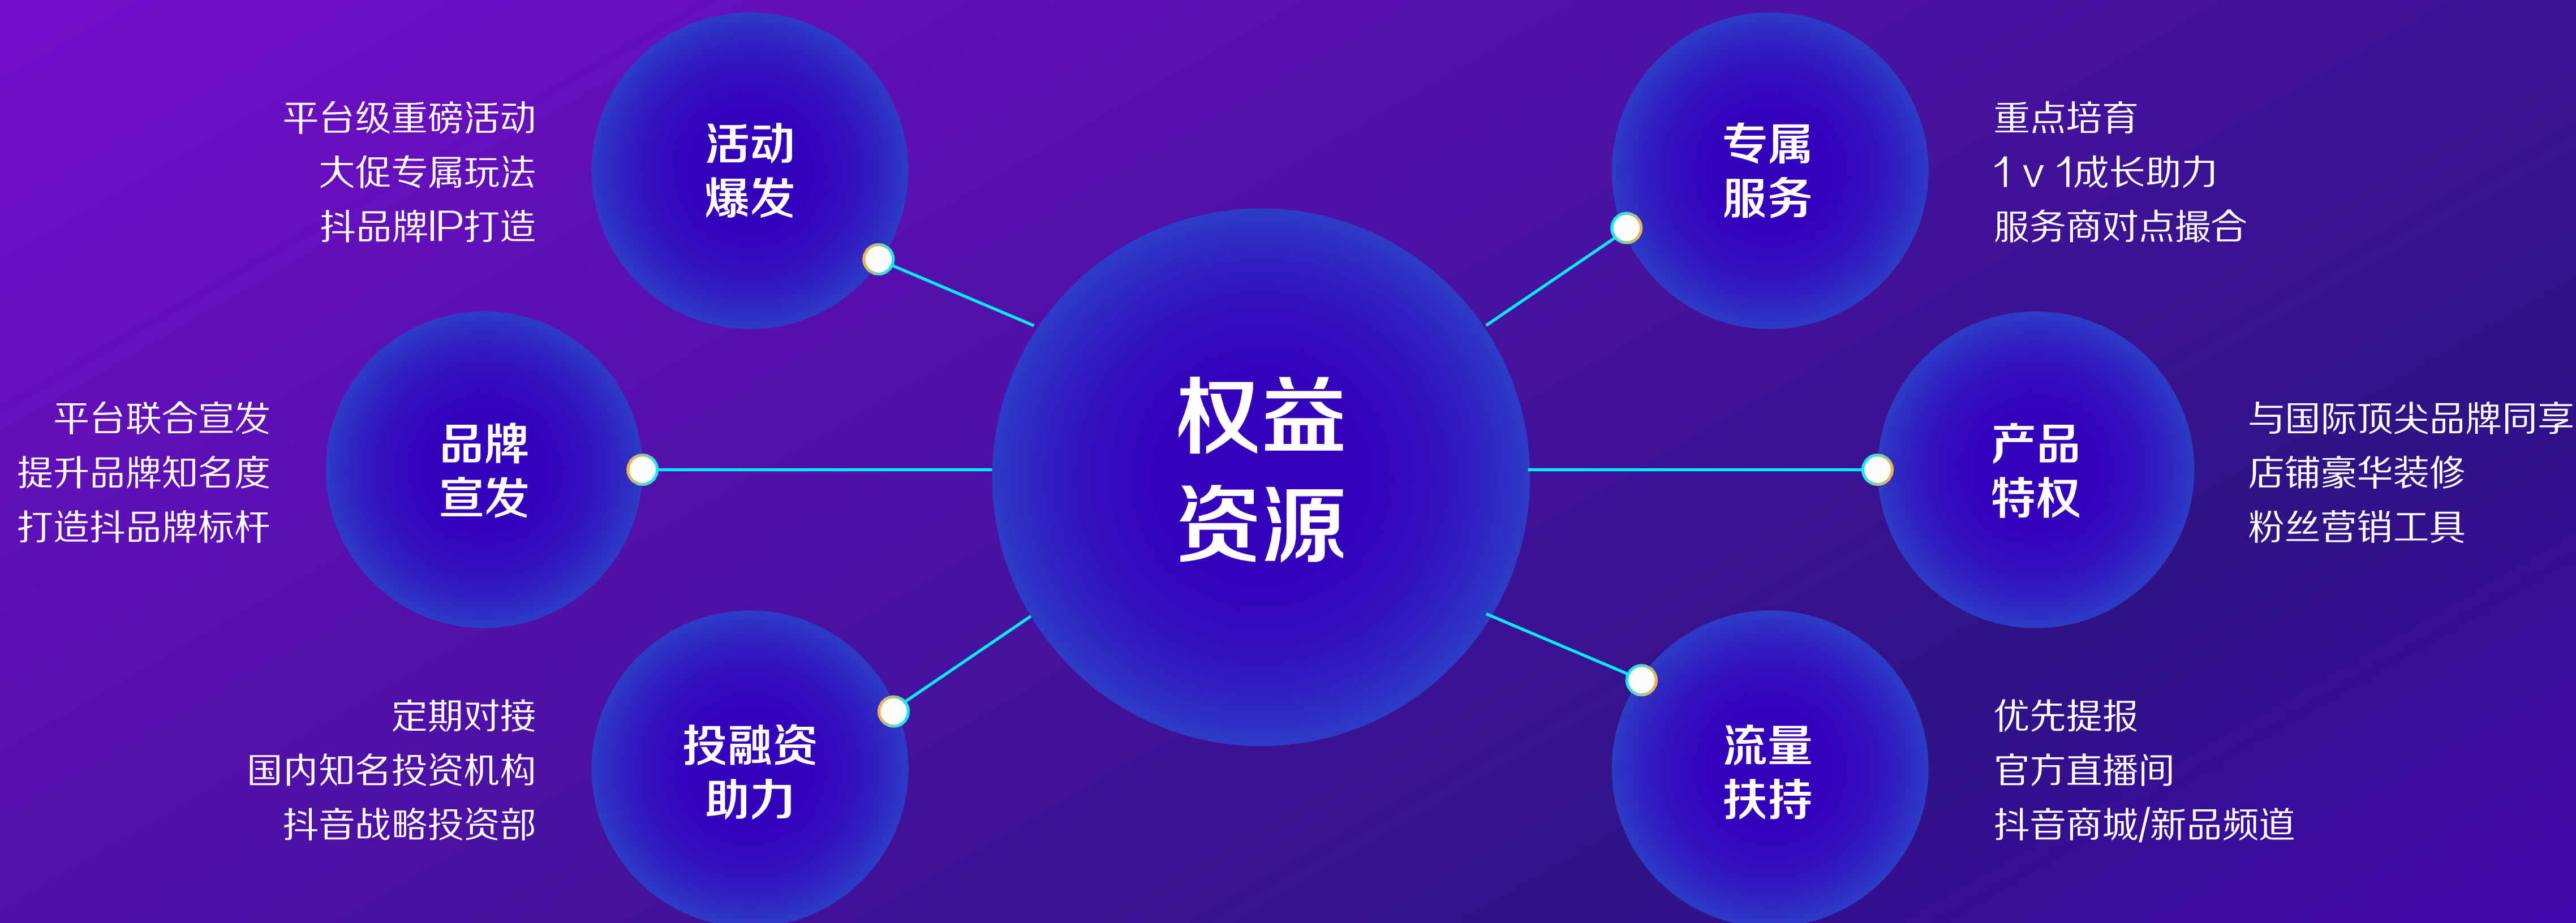 权益
资源
活动
爆发
平台级重磅活动
大促专属玩法
抖品牌IP打造
品牌
宣发
平台联合宣发
提升品牌知名度
打造抖品牌标杆
投融资
助力
定期对接
国内知名投资机构
抖音战略投资部
专属
服务
重点培育
1 v 1成长助力
服务商对点撮合
产品
特权
与国际顶尖品牌同享
店铺豪华装修
粉丝营销工具
流量
扶持
优先提报
官方直播间
抖音商城/新品频道